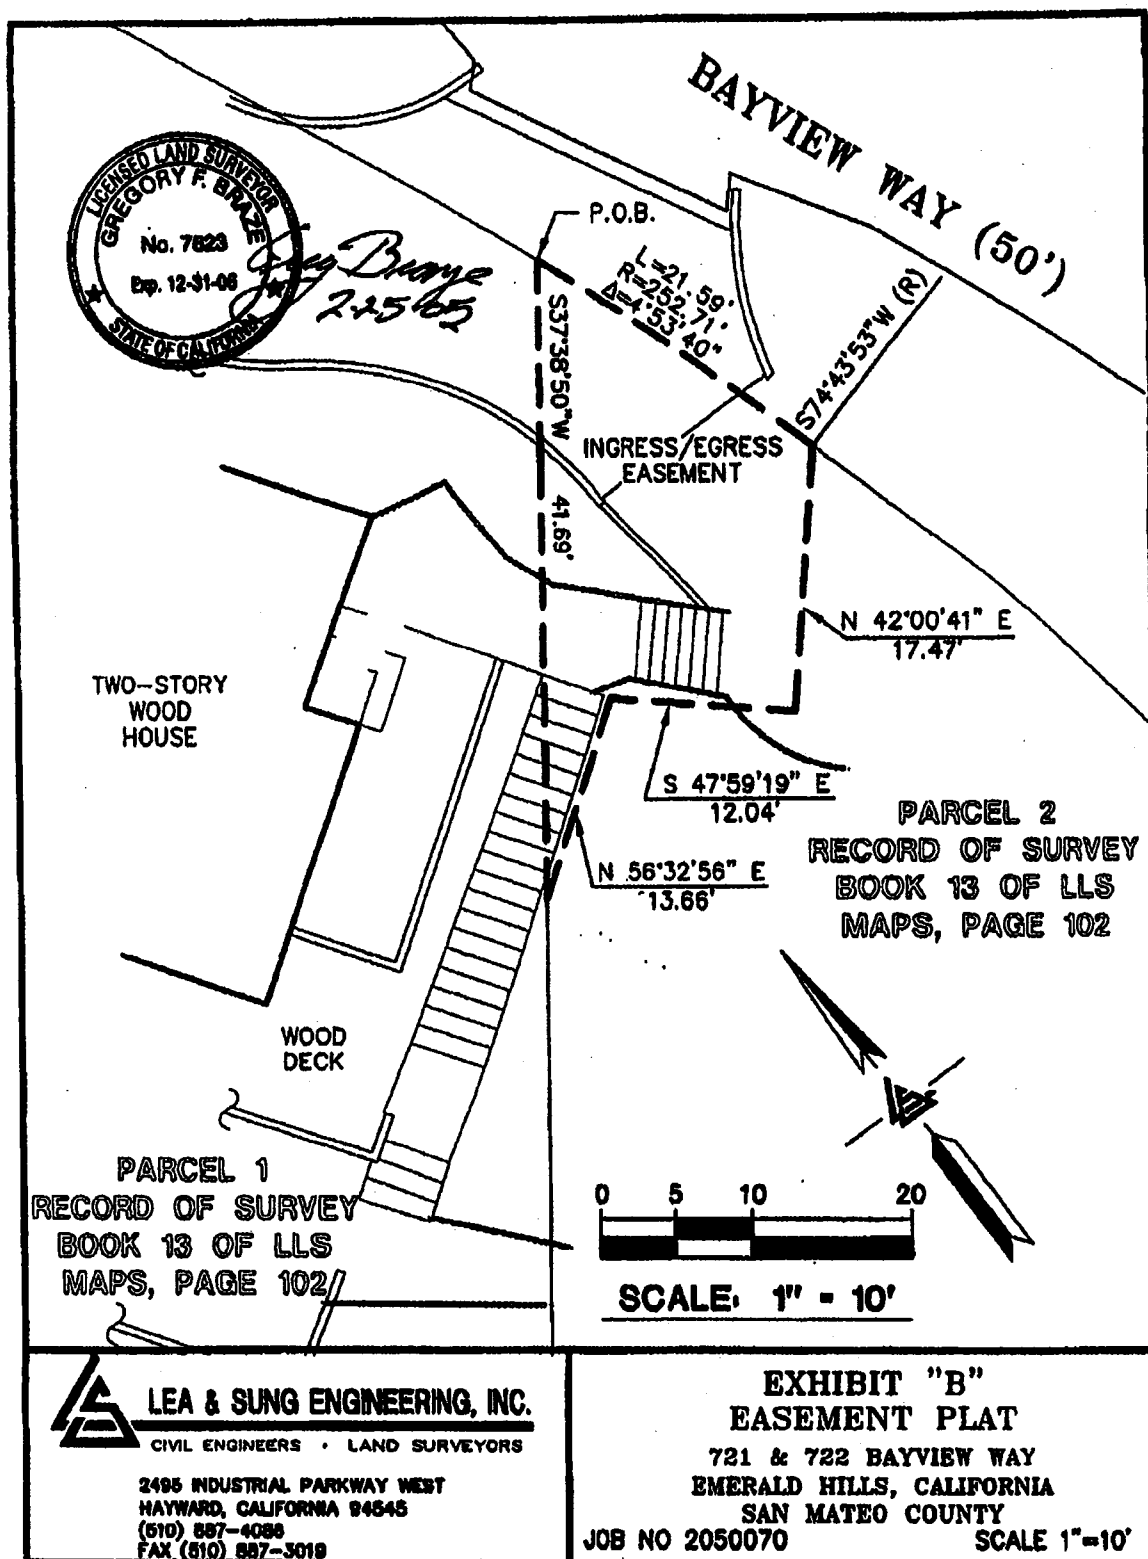 BAYVIEW WAY (50')
LICENSED LAND SURVEYOR
GREGORY F. BRAZE
No. 7623
Exp. 12-31-06
STATE OF CALIFORNIA
Greg Braze
2-25-05
P.O.B.
L=21.59'
R=252.71'
Δ=4°53'40"
S74°43'53"W (R)
S37°38'50"W 41.69'
INGRESS/EGRESS
EASEMENT
N 42°00'41" E
17.47'
TWO-STORY
WOOD
HOUSE
S 47°59'19" E
12.04'
PARCEL 2
RECORD OF SURVEY
BOOK 13 OF LLS
MAPS, PAGE 102
N 56°32'56" E
13.66'
WOOD
DECK
PARCEL 1
RECORD OF SURVEY
BOOK 13 OF LLS
MAPS, PAGE 102
0 5 10 20
SCALE: 1" = 10'
LEA & SUNG ENGINEERING, INC.
CIVIL ENGINEERS • LAND SURVEYORS
2495 INDUSTRIAL PARKWAY WEST
HAYWARD, CALIFORNIA 94545
(510) 887-4086
FAX (510) 887-3019
EXHIBIT "B"
EASEMENT PLAT
721 & 722 BAYVIEW WAY
EMERALD HILLS, CALIFORNIA
SAN MATEO COUNTY
JOB NO 2050070 SCALE 1"=10'